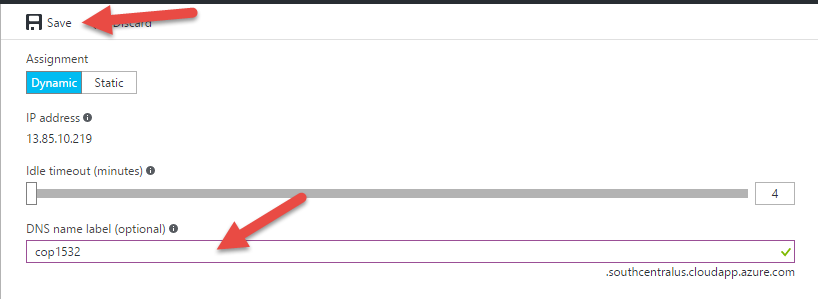 Save Discard
Assignment
Dynamic Static
IP address
13.85.10.219
Idle timeout (minutes)
4
DNS name label (optional)
cop1532
.southcentralus.cloudapp.azure.com